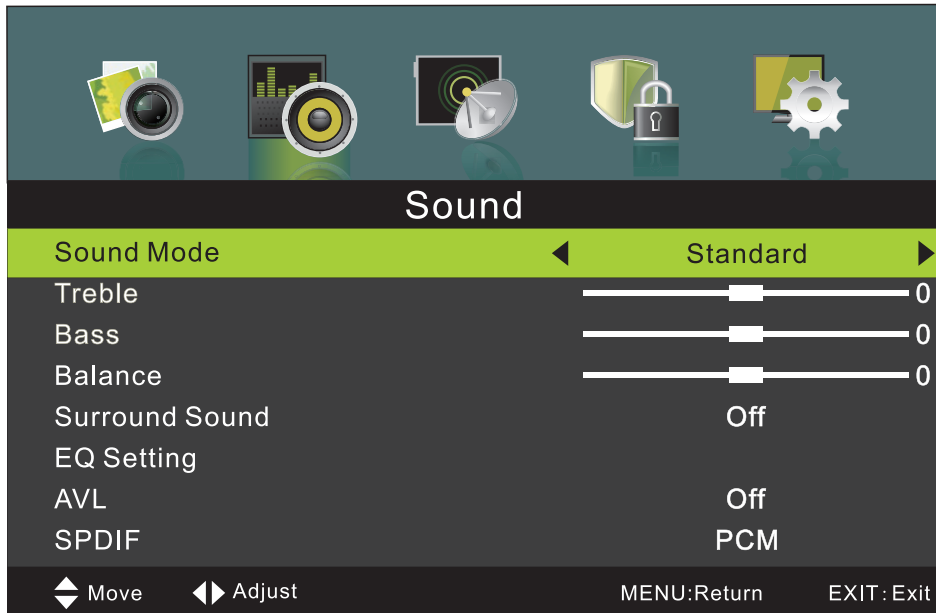 Sound
Sound Mode Standard
Treble 0
Bass 0
Balance 0
Surround Sound Off
EQ Setting
AVL Off
SPDIF PCM
Move Adjust MENU:Return EXIT:Exit